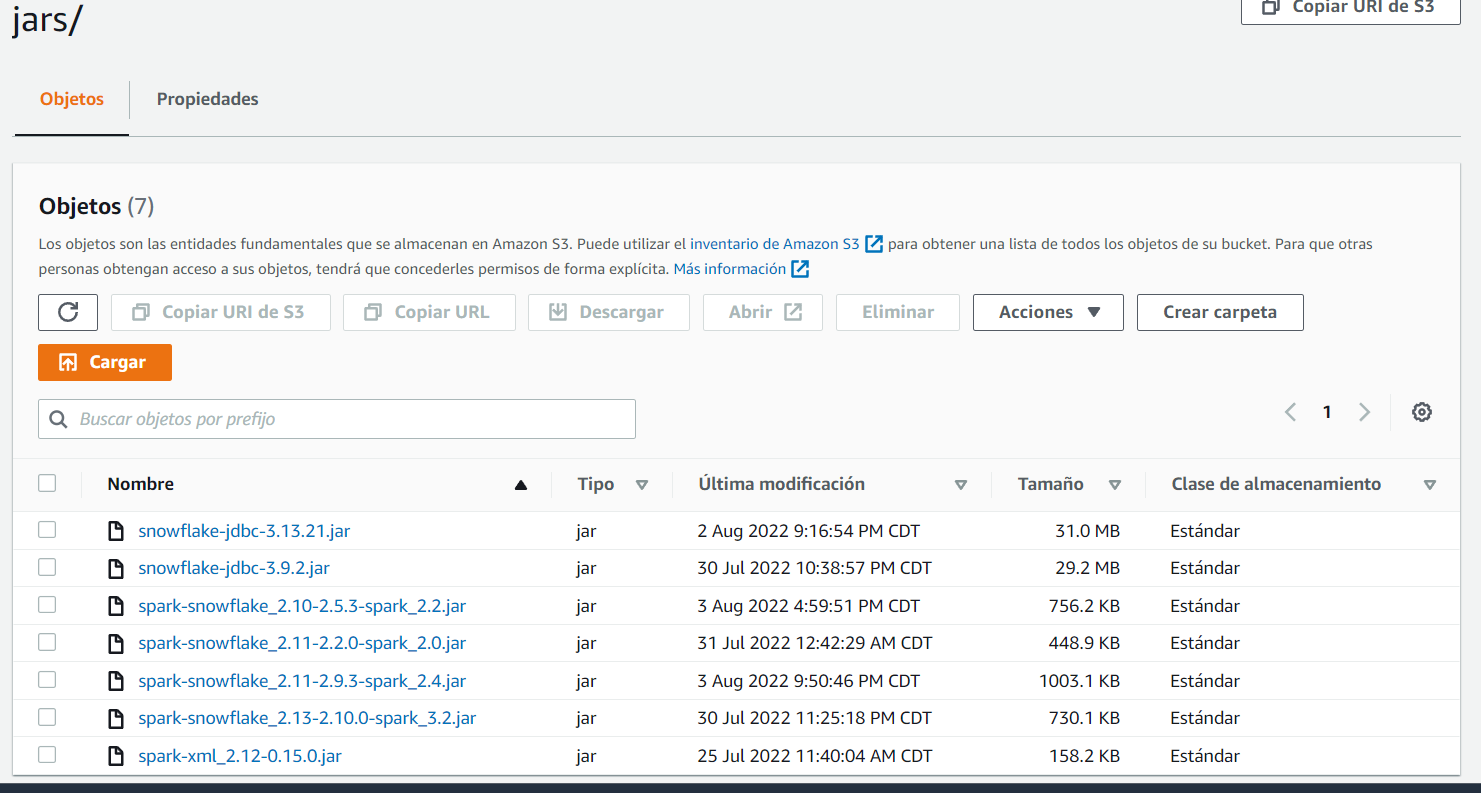 jars/
Copiar URI de S3
Objetos
Propiedades
Objetos (7)
Los objetos son las entidades fundamentales que se almacenan en Amazon S3. Puede utilizar el inventario de Amazon S3 para obtener una lista de todos los objetos de su bucket. Para que otras
personas obtengan acceso a sus objetos, tendrá que concederles permisos de forma explícita. Más información
Copiar URI de S3 Copiar URL Descargar Abrir Eliminar Acciones Crear carpeta
Cargar
Buscar objetos por prefijo
1
Nombre Tipo Última modificación Tamaño Clase de almacenamiento
snowflake-jdbc-3.13.21.jar jar 2 Aug 2022 9:16:54 PM CDT 31.0 MB Estándar
snowflake-jdbc-3.9.2.jar jar 30 Jul 2022 10:38:57 PM CDT 29.2 MB Estándar
spark-snowflake_2.10-2.5.3-spark_2.2.jar jar 3 Aug 2022 4:59:51 PM CDT 756.2 KB Estándar
spark-snowflake_2.11-2.2.0-spark_2.0.jar jar 31 Jul 2022 12:42:29 AM CDT 448.9 KB Estándar
spark-snowflake_2.11-2.9.3-spark_2.4.jar jar 3 Aug 2022 9:50:46 PM CDT 1003.1 KB Estándar
spark-snowflake_2.13-2.10.0-spark_3.2.jar jar 30 Jul 2022 11:25:18 PM CDT 730.1 KB Estándar
spark-xml_2.12-0.15.0.jar jar 25 Jul 2022 11:40:04 AM CDT 158.2 KB Estándar